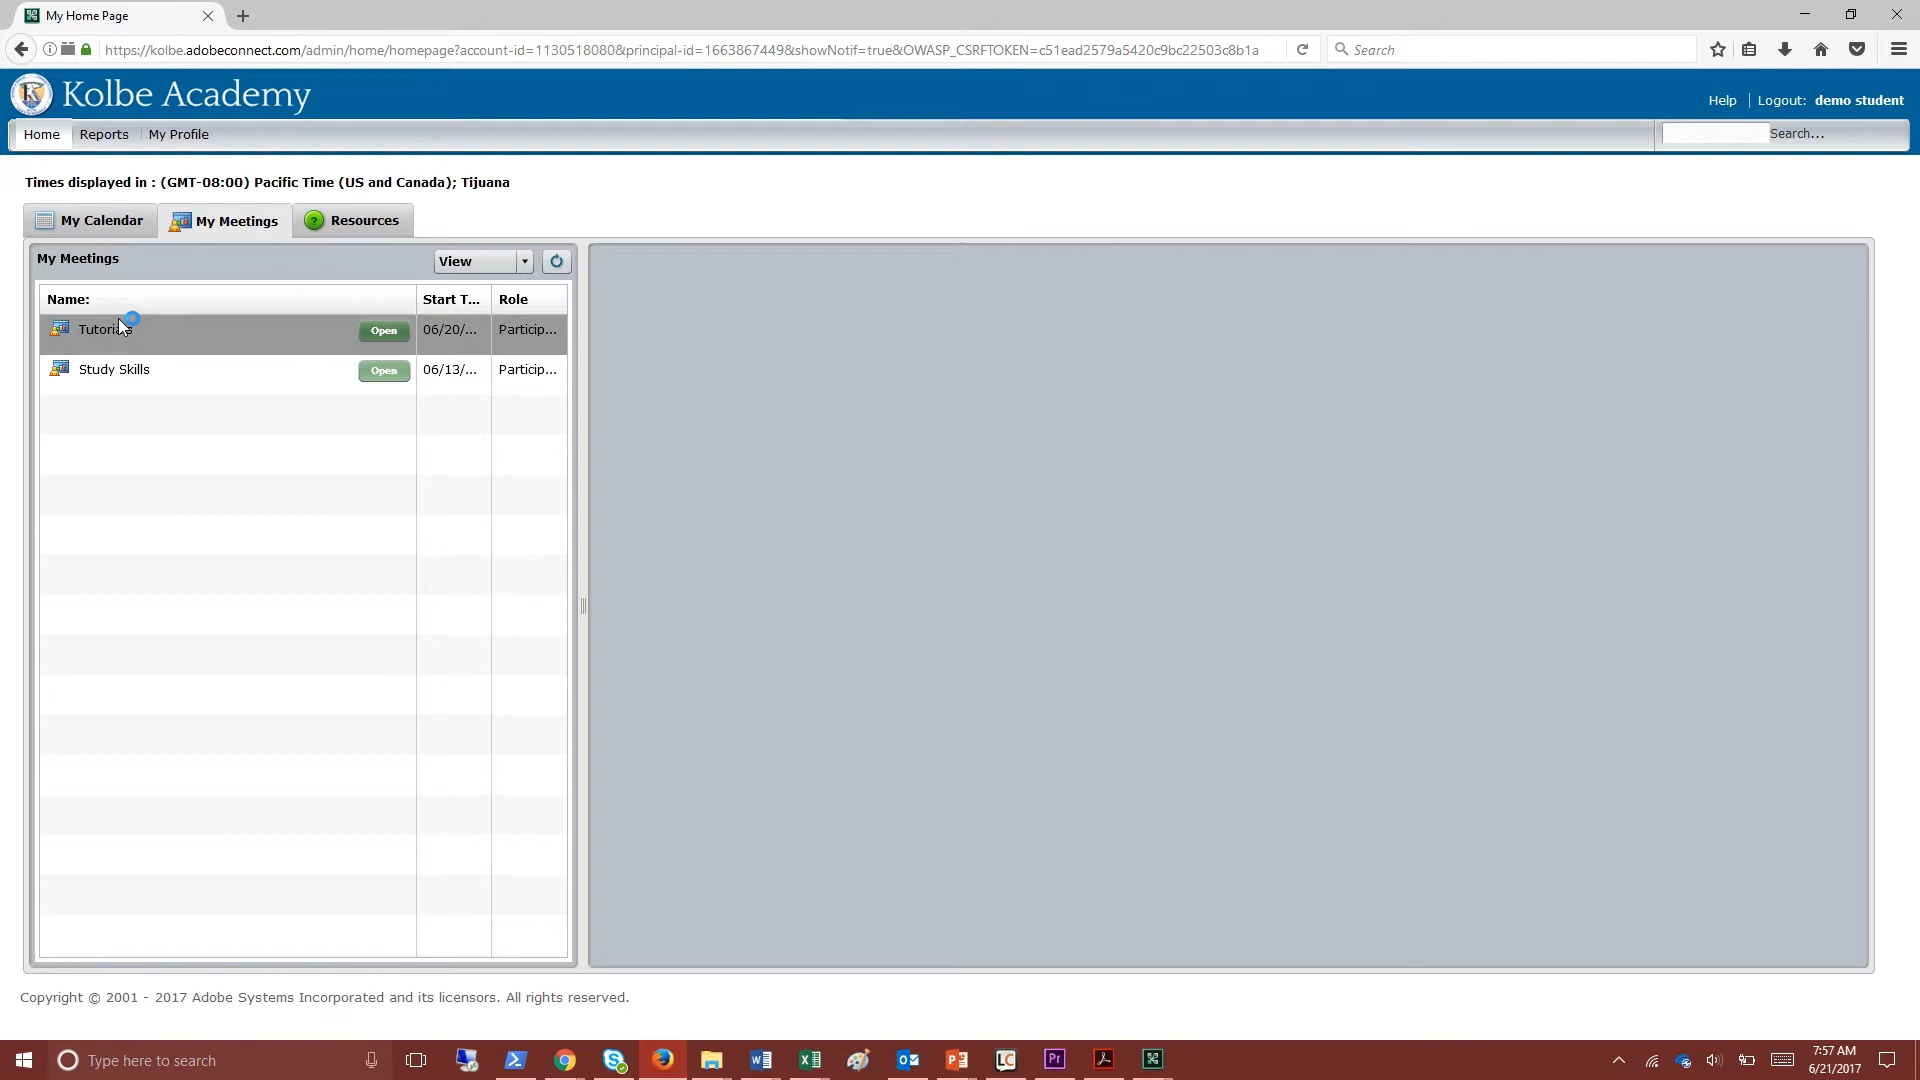 My Home Page
https://kolbe.adobeconnect.com/admin/home/homepage?account-id=1130518080&principal-id=1663867449&showNotif=true&OWASP_CSRFTOKEN=c51ead2579a5420c9bc22503c8b1a
Search
Kolbe Academy
Help Logout: demo student
Home Reports My Profile Search...
Times displayed in : (GMT-08:00) Pacific Time (US and Canada); Tijuana
My Calendar My Meetings Resources
My Meetings View
Name: Start T... Role
Open 06/20/... Particip...
Study Skills Open 06/13/... Particip...
Copyright © 2001 - 2017 Adobe Systems Incorporated and its licensors. All rights reserved.
Type here to search
7:57 AM
6/21/2017